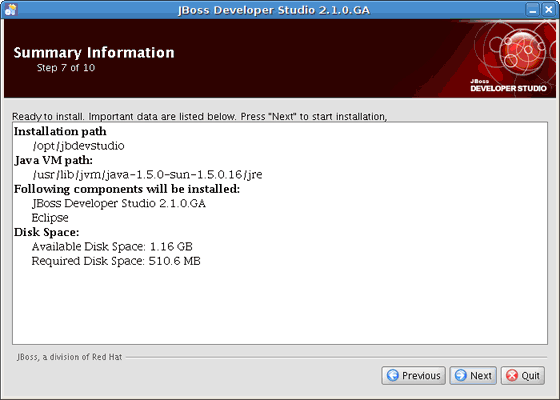 JBoss Developer Studio 2.1.0.GA
Summary Information
Step 7 of 10
JBoss
DEVELOPER STUDIO
Ready to install. Important data are listed below. Press "Next" to start installation,
Installation path
/opt/jbdevstudio
Java VM path:
/usr/lib/jvm/java-1.5.0-sun-1.5.0.16/jre
Following components will be installed:
JBoss Developer Studio 2.1.0.GA
Eclipse
Disk Space:
Available Disk Space: 1.16 GB
Required Disk Space: 510.6 MB
JBoss, a division of Red Hat
Previous Next Quit